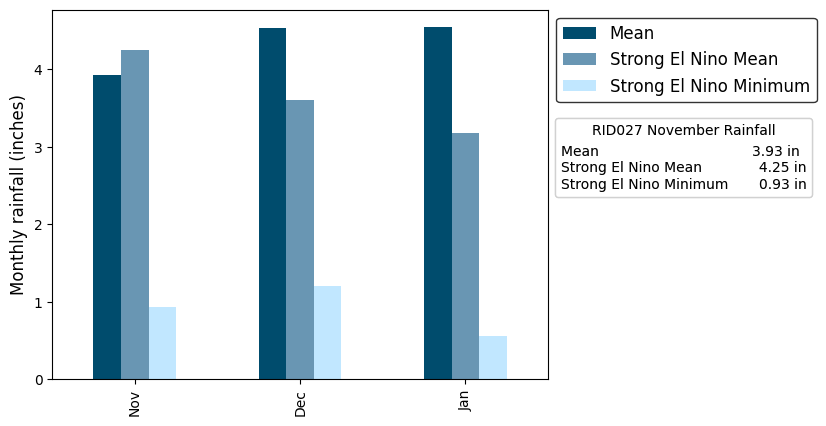 Monthly rainfall (inches)
4
3
2
1
0
Nov
Dec
Jan
Mean
Strong El Nino Mean
Strong El Nino Minimum
RID027 November Rainfall
Mean 3.93 in
Strong El Nino Mean 4.25 in
Strong El Nino Minimum 0.93 in